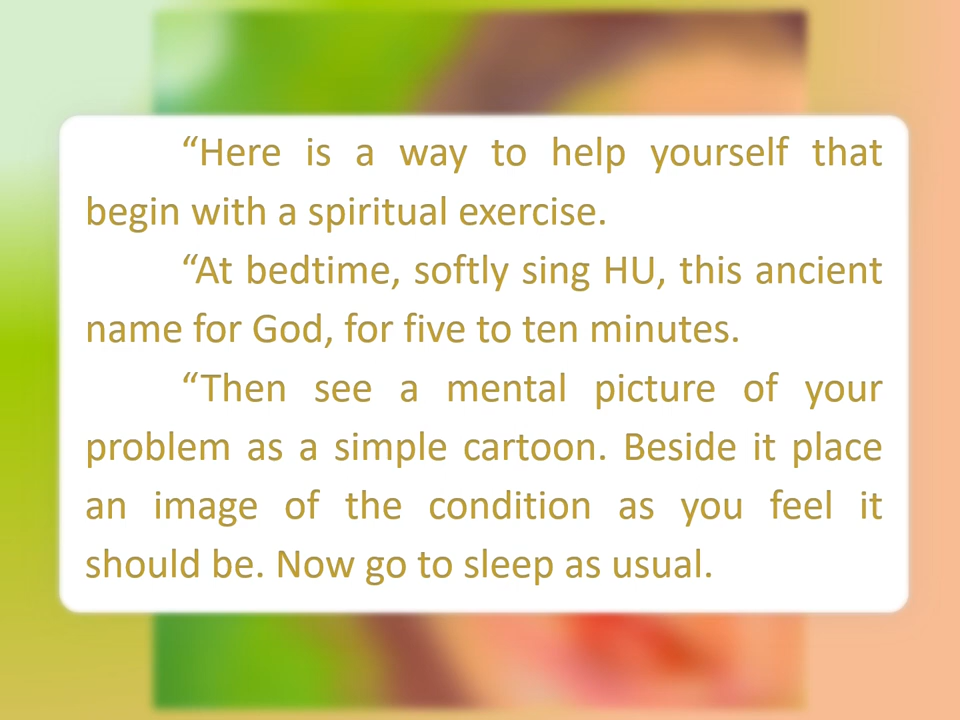 “Here is a way to help yourself that
begin with a spiritual exercise.
“At bedtime, softly sing HU, this ancient
name for God, for five to ten minutes.
“Then see a mental picture of your
problem as a simple cartoon. Beside it place
an image of the condition as you feel it
should be. Now go to sleep as usual.